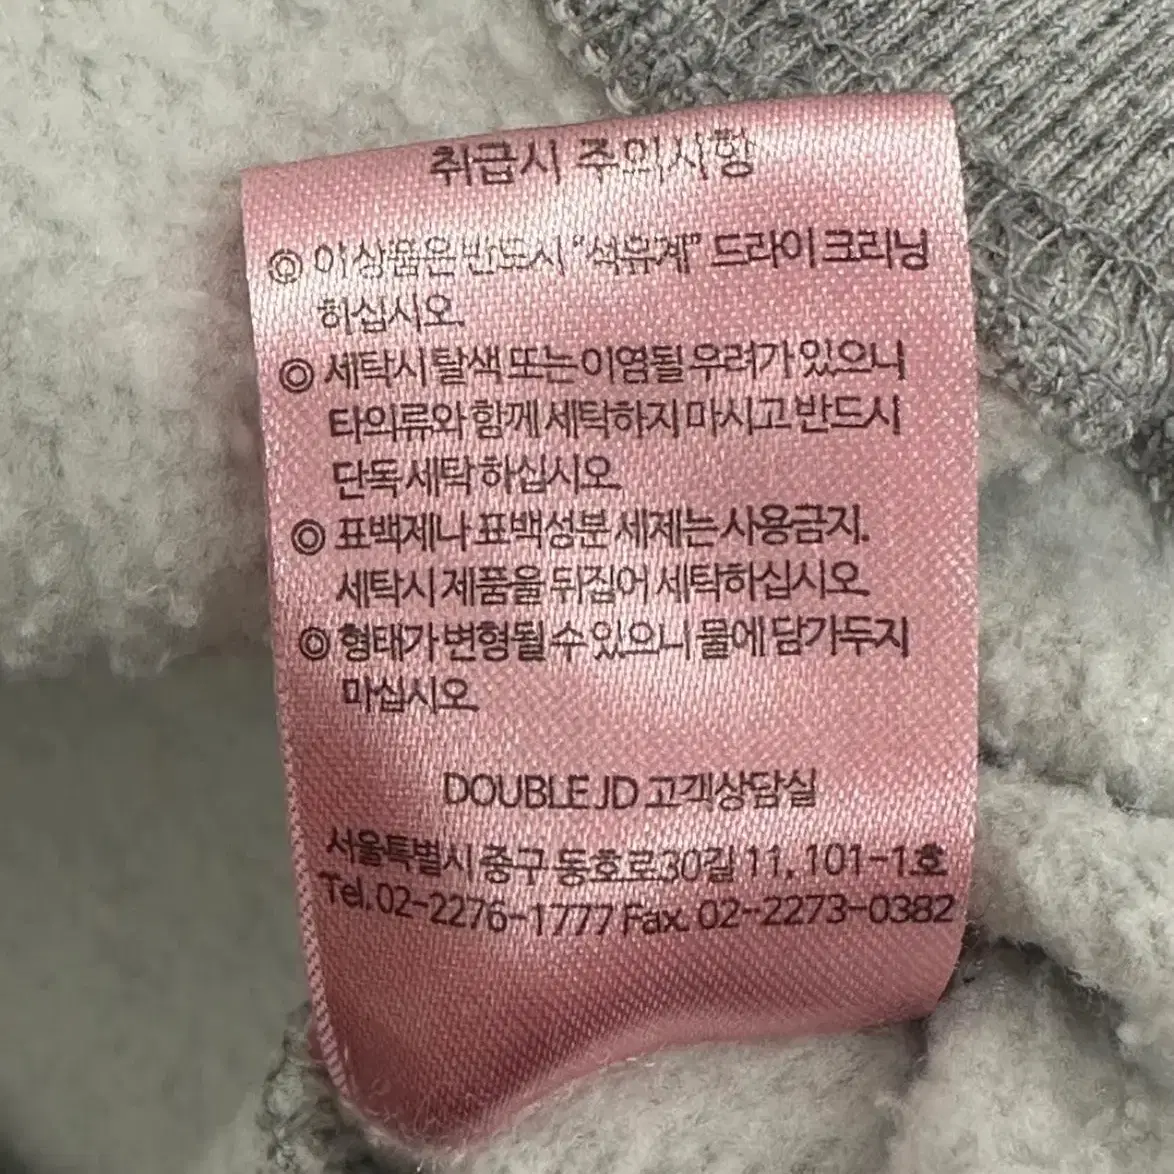 취급시 주의사항
◎ 이상품은 반드시 "석유계" 드라이 크리닝
하십시오.
◎ 세탁시 탈색 또는 이염될 우려가 있으니
타의류와 함께 세탁하지 마시고 반드시
단독 세탁 하십시오.
◎ 표백제나 표백성분 세제는 사용금지.
세탁시 제품을 뒤집어 세탁하십시오.
◎ 형태가 변형될 수 있으니 물에 담가두지
마십시오.
DOUBLE JD 고객상담실
서울특별시 중구 동호로30길 11, 101-1호
Tel. 02-2276-1777 Fax. 02-2273-0382